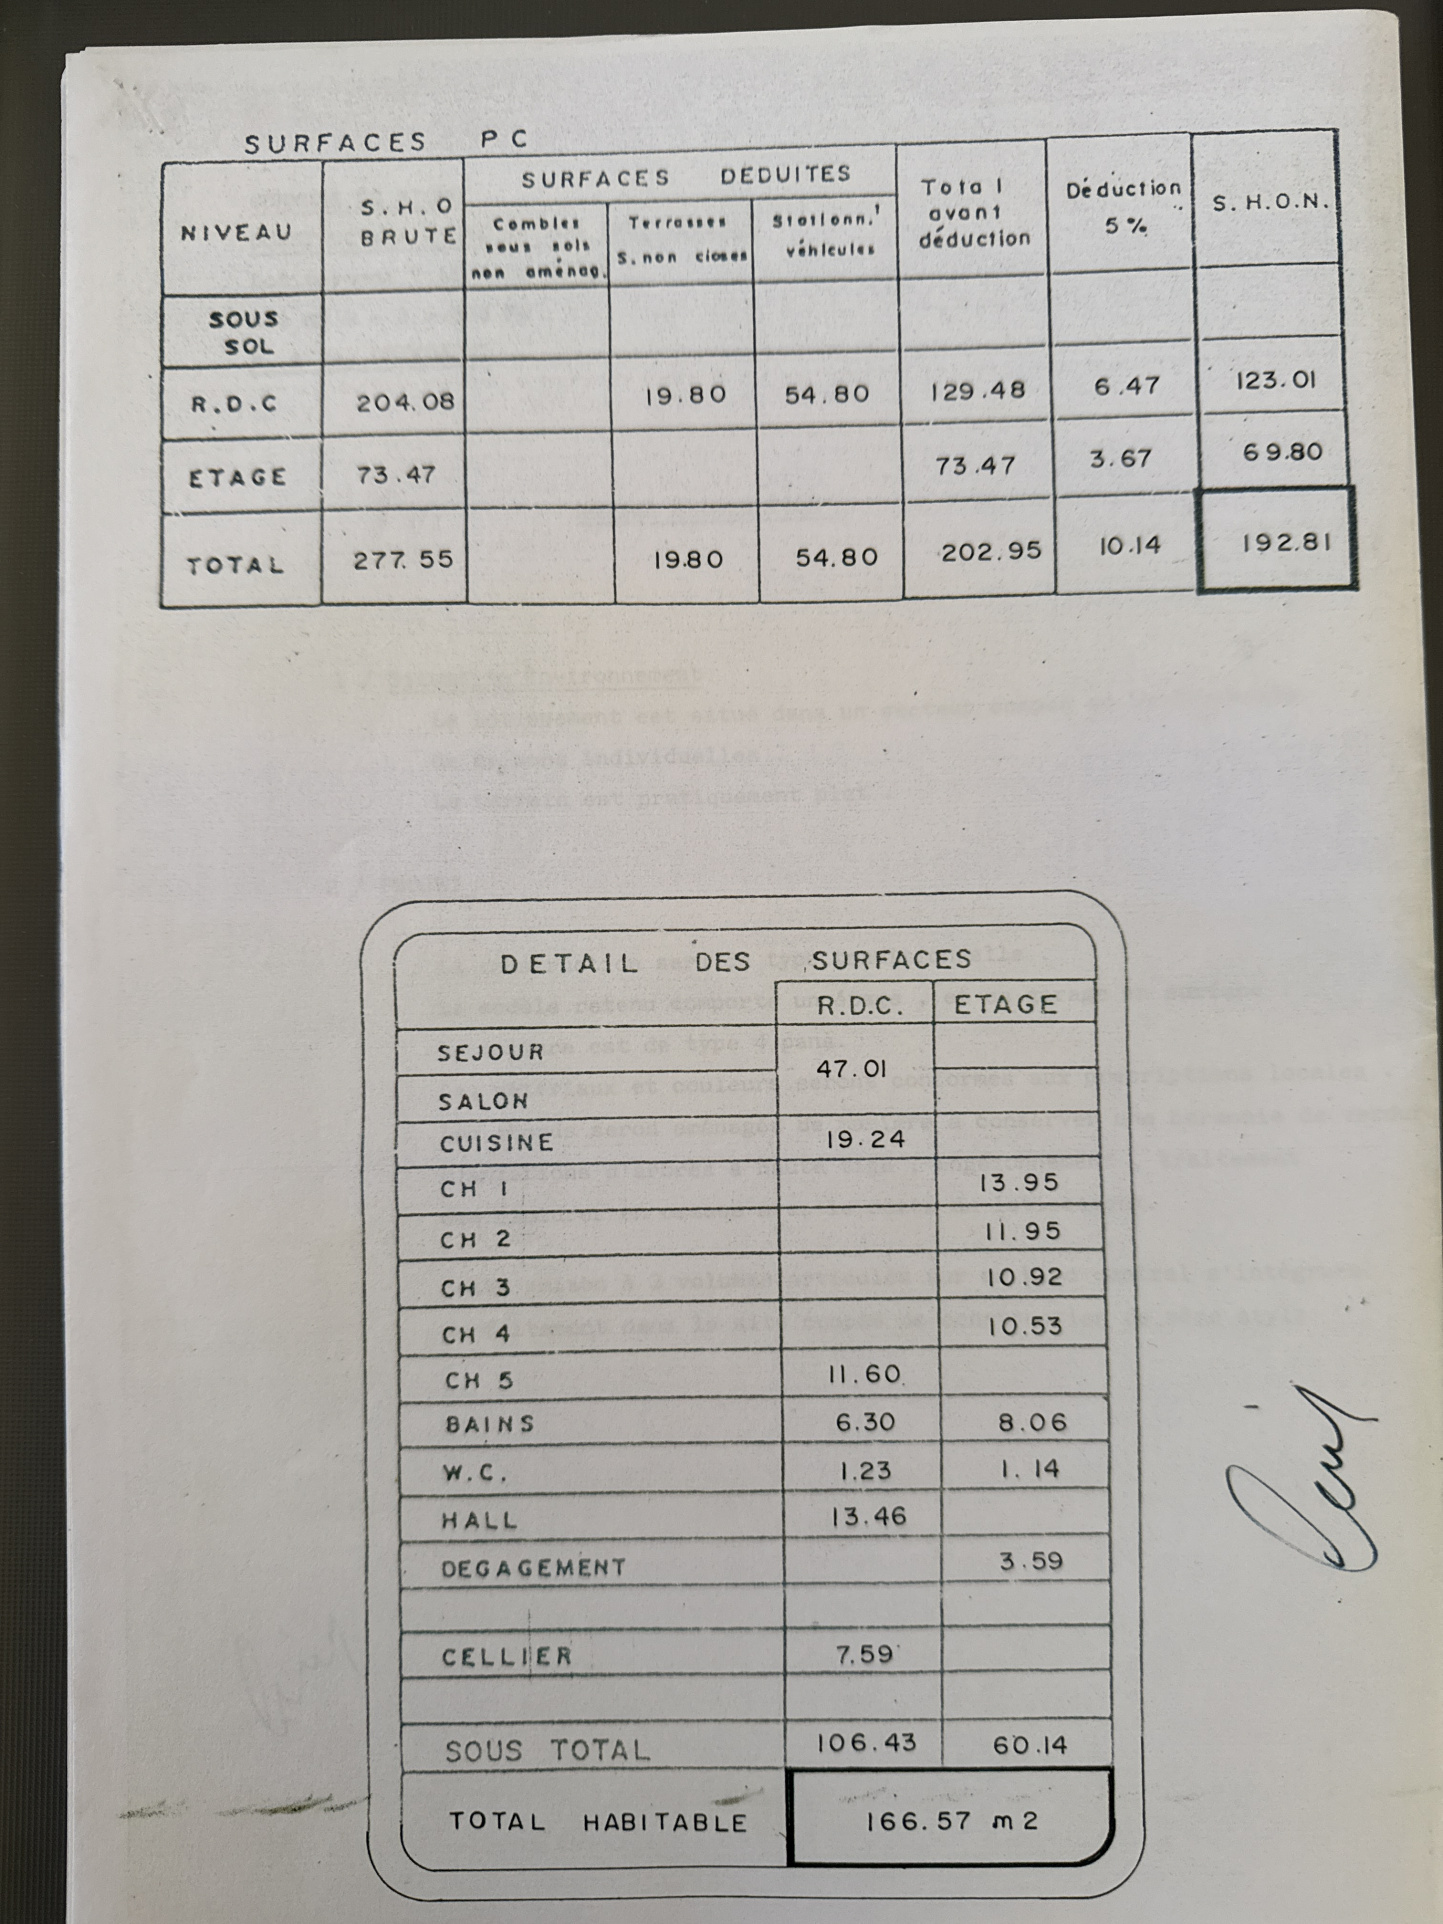 SURFACES PC
NIVEAU | S.H.O BRUTE | SURFACES DEDUITES | Total avant déduction | Déduction 5% | S.H.O.N.
Combles sous sols non aménag. | Terrasses S. non closes | Stationn.t véhicules
SOUS SOL
R.D.C | 204.08 | 19.80 | 54.80 | 129.48 | 6.47 | 123.01
ETAGE | 73.47 | 73.47 | 3.67 | 69.80
TOTAL | 277.55 | 19.80 | 54.80 | 202.95 | 10.14 | 192.81
DETAIL DES SURFACES
R.D.C. | ETAGE
SEJOUR
47.01
SALON
CUISINE | 19.24
CH 1 | 13.95
CH 2 | 11.95
CH 3 | 10.92
CH 4 | 10.53
CH 5 | 11.60
BAINS | 6.30 | 8.06
W.C. | 1.23 | 1.14
HALL | 13.46
DEGAGEMENT | 3.59
CELLIER | 7.59
SOUS TOTAL | 106.43 | 60.14
TOTAL HABITABLE | 166.57 m2